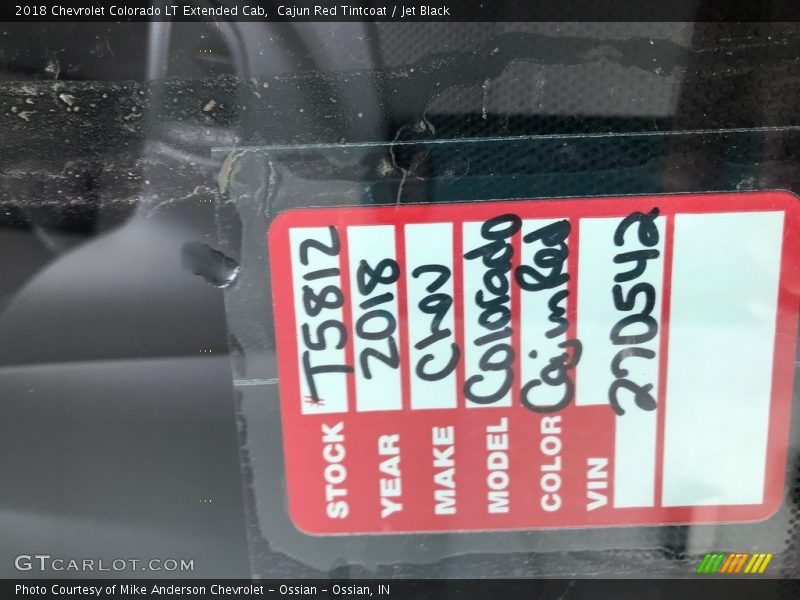 2018 Chevrolet Colorado LT Extended Cab, Cajun Red Tintcoat / Jet Black
STOCK #T5812
YEAR 2018
MAKE Chev
MODEL Colorado
COLOR Cajun Red
VIN 270542
GTCARLOT.COM
Photo Courtesy of Mike Anderson Chevrolet - Ossian - Ossian, IN